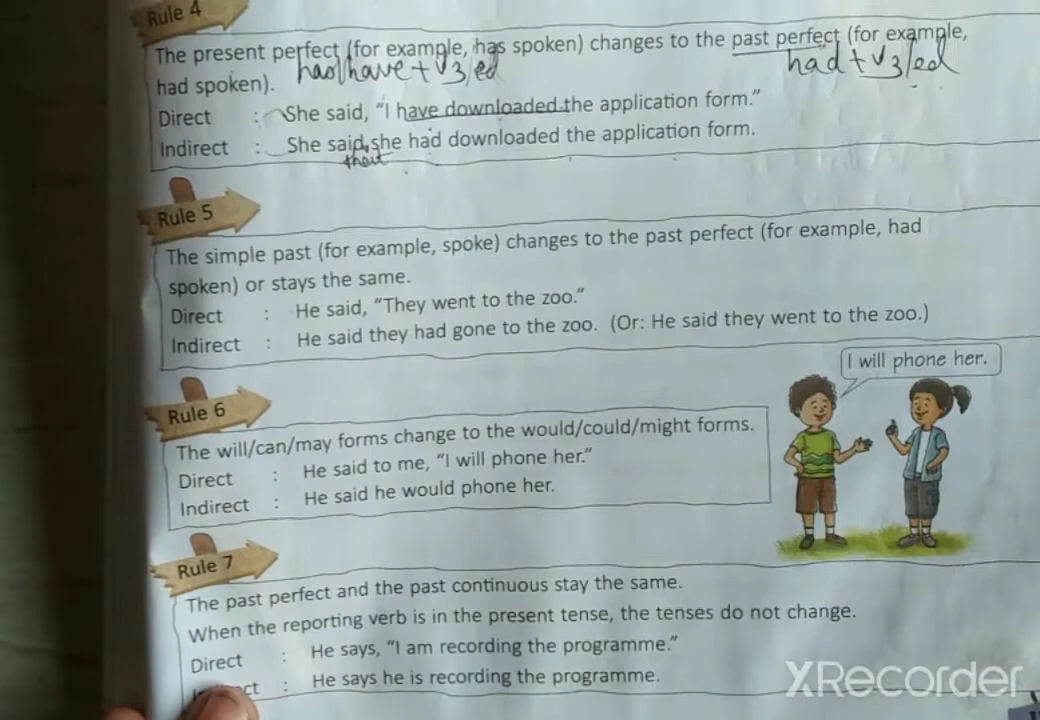 Rule 4
The present perfect (for example, has spoken) changes to the past perfect (for example,
has/have + V3/ed
had + V3/ed
had spoken).
Direct : She said, “I have downloaded the application form.”
Indirect : She said, she had downloaded the application form.
that
Rule 5
The simple past (for example, spoke) changes to the past perfect (for example, had
spoken) or stays the same.
Direct : He said, “They went to the zoo.”
Indirect : He said they had gone to the zoo. (Or: He said they went to the zoo.)
I will phone her.
Rule 6
The will/can/may forms change to the would/could/might forms.
Direct : He said to me, “I will phone her.”
Indirect : He said he would phone her.
Rule 7
The past perfect and the past continuous stay the same.
When the reporting verb is in the present tense, the tenses do not change.
Direct : He says, “I am recording the programme.”
ct : He says he is recording the programme.
XRecorder